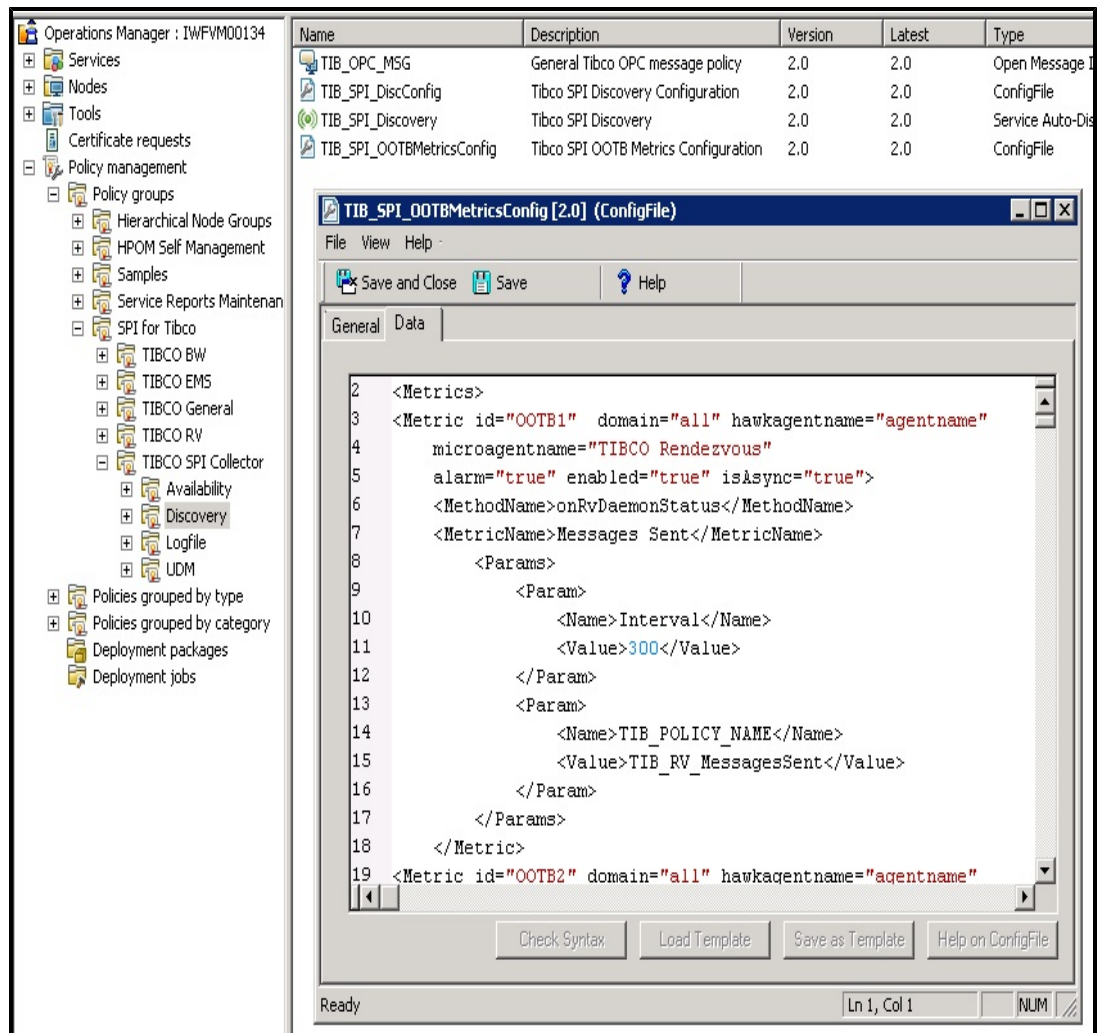 Operations Manager : IWFVM00134
Services
Nodes
Tools
Certificate requests
Policy management
Policy groups
Hierarchical Node Groups
HPOM Self Management
Samples
Service Reports Maintenan
SPI for Tibco
TIBCO BW
TIBCO EMS
TIBCO General
TIBCO RV
TIBCO SPI Collector
Availability
Discovery
Logfile
UDM
Policies grouped by type
Policies grouped by category
Deployment packages
Deployment jobs
Name Description Version Latest Type
TIB_OPC_MSG General Tibco OPC message policy 2.0 2.0 Open Message I
TIB_SPI_DiscConfig Tibco SPI Discovery Configuration 2.0 2.0 ConfigFile
TIB_SPI_Discovery Tibco SPI Discovery 2.0 2.0 Service Auto-Dis
TIB_SPI_OOTBMetricsConfig Tibco SPI OOTB Metrics Configuration 2.0 2.0 ConfigFile
TIB_SPI_OOTBMetricsConfig [2.0] (ConfigFile)
File View Help
Save and Close Save Help
General Data
2 <Metrics>
3 <Metric id="OOTB1" domain="all" hawkagentname="agentname"
4 microagentname="TIBCO Rendezvous"
5 alarm="true" enabled="true" isAsync="true">
6 <MethodName>onRvDaemonStatus</MethodName>
7 <MetricName>Messages Sent</MetricName>
8 <Params>
9 <Param>
10 <Name>Interval</Name>
11 <Value>300</Value>
12 </Param>
13 <Param>
14 <Name>TIB_POLICY_NAME</Name>
15 <Value>TIB_RV_MessagesSent</Value>
16 </Param>
17 </Params>
18 </Metric>
19 <Metric id="OOTB2" domain="all" hawkagentname="agentname"
Check Syntax Load Template Save as Template Help on ConfigFile
Ready Ln 1, Col 1 NUM